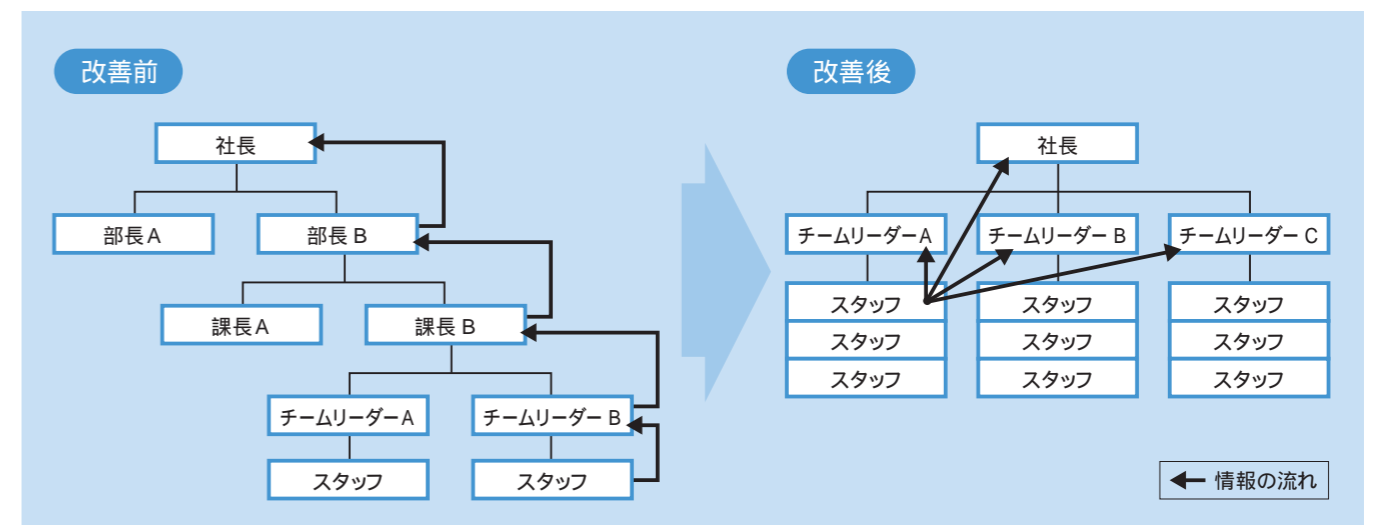 改善前
社長
部長A
部長 B
課長A
課長 B
チームリーダーA
チームリーダー B
スタッフ
スタッフ
改善後
社長
チームリーダーA
チームリーダー B
チームリーダー C
スタッフ
スタッフ
スタッフ
スタッフ
スタッフ
スタッフ
スタッフ
スタッフ
スタッフ
情報の流れ